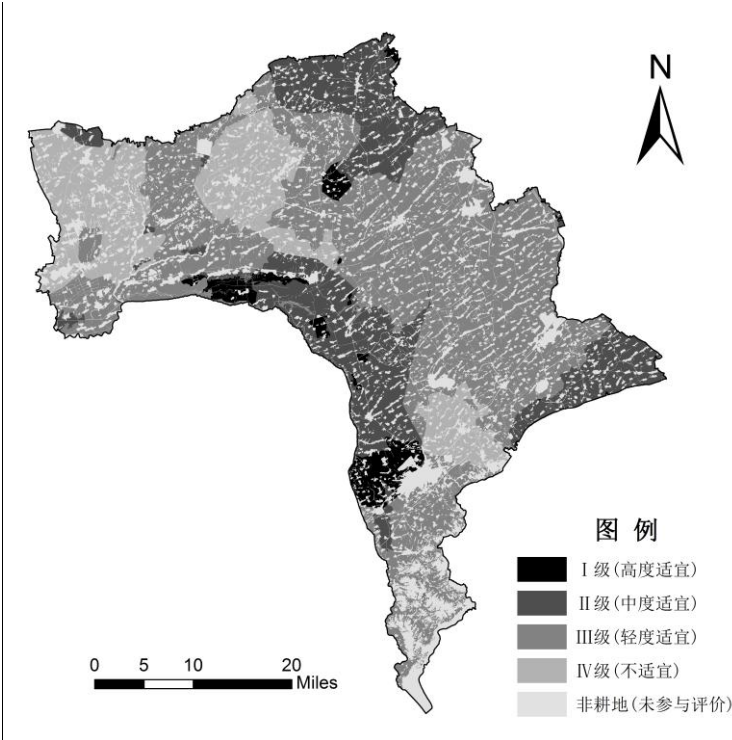 N
图 例
Ⅰ级(高度适宜)
Ⅱ级(中度适宜)
Ⅲ级(轻度适宜)
Ⅳ级(不适宜)
非耕地(未参与评价)
0 5 10 20
Miles